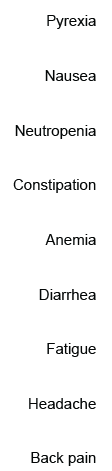 Pyrexia
Nausea
Neutropenia
Constipation
Anemia
Diarrhea
Fatigue
Headache
Back pain